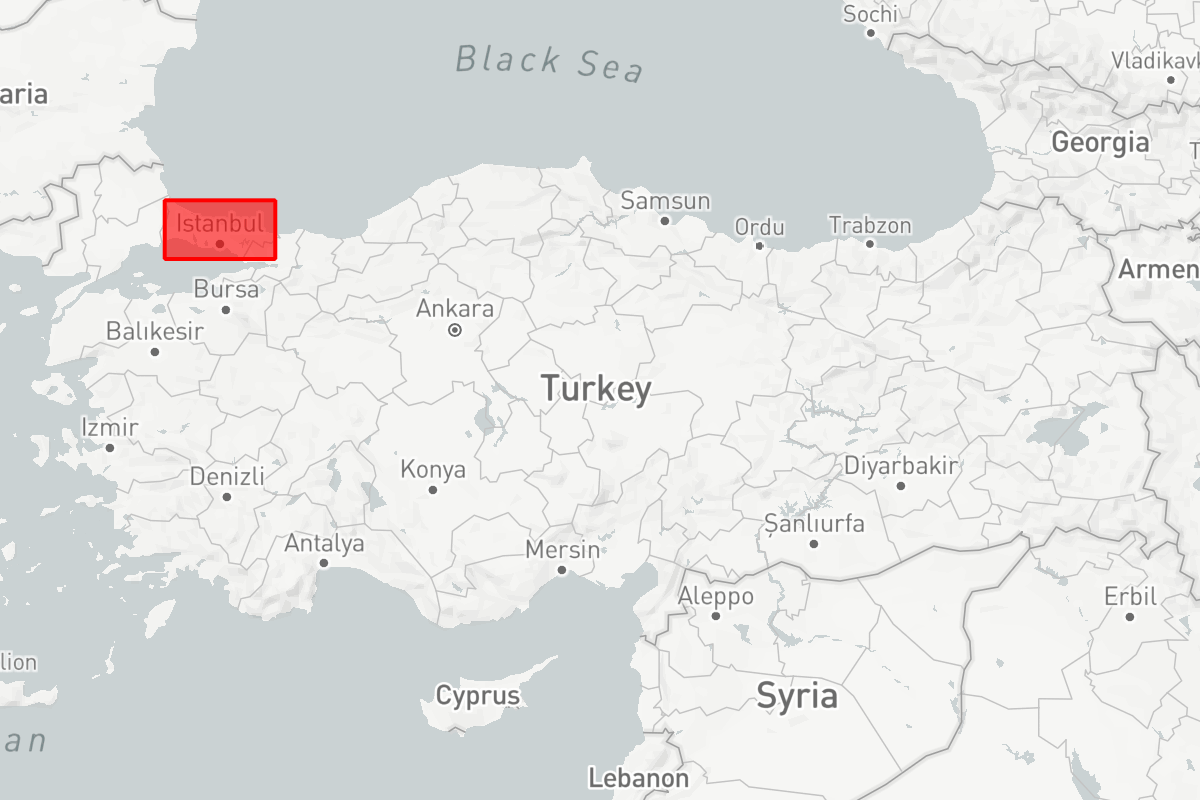 Sochi
Black Sea
Vladikavk
aria
Georgia
T
Samsun
Istanbul
Ordu
Trabzon
Armen
Bursa
Ankara
Balıkesir
Turkey
Izmir
Denizli
Konya
Diyarbakir
Şanlıurfa
Antalya
Mersin
Aleppo
Erbil
lion
Cyprus
Syria
an
Lebanon